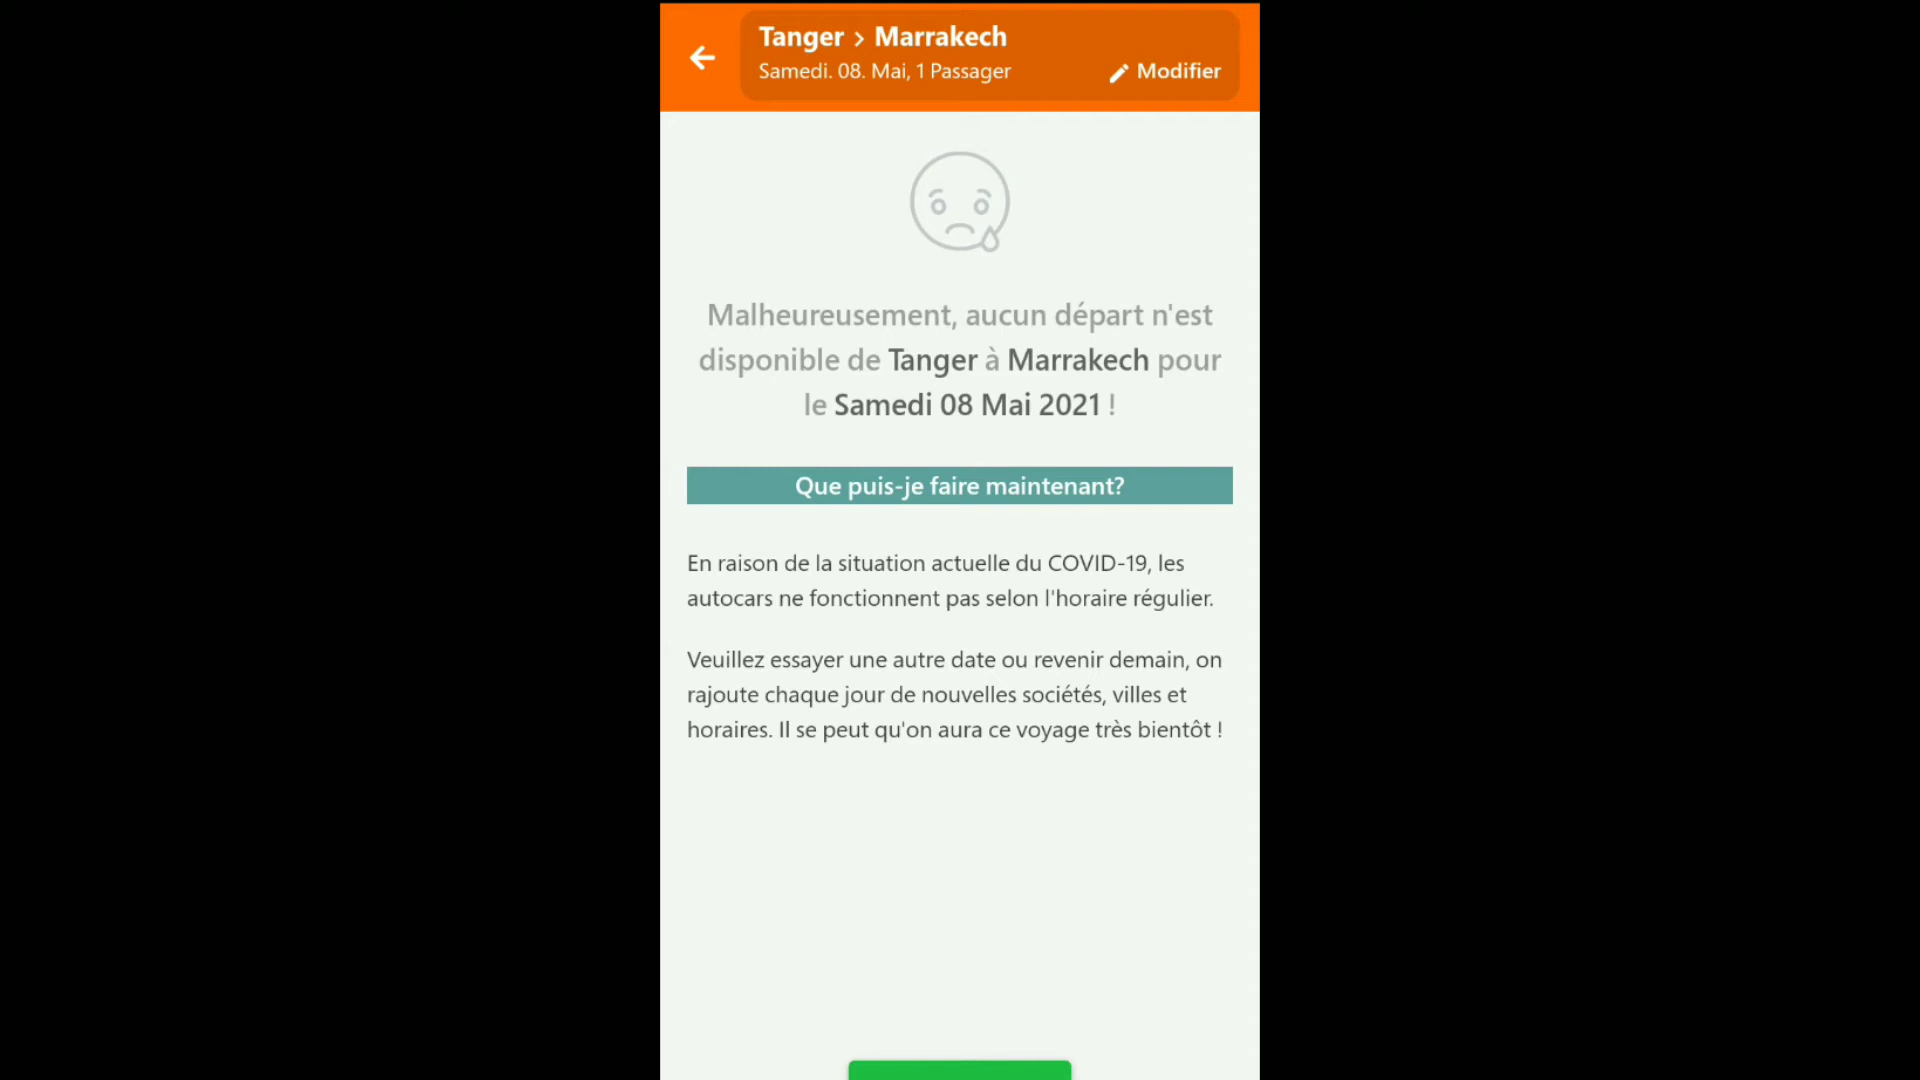 Tanger > Marrakech
Samedi. 08. Mai, 1 Passager
Modifier
Malheureusement, aucun départ n'est
disponible de Tanger à Marrakech pour
le Samedi 08 Mai 2021 !
Que puis-je faire maintenant?
En raison de la situation actuelle du COVID-19, les
autocars ne fonctionnent pas selon l'horaire régulier.
Veuillez essayer une autre date ou revenir demain, on
rajoute chaque jour de nouvelles sociétés, villes et
horaires. Il se peut qu'on aura ce voyage très bientôt !